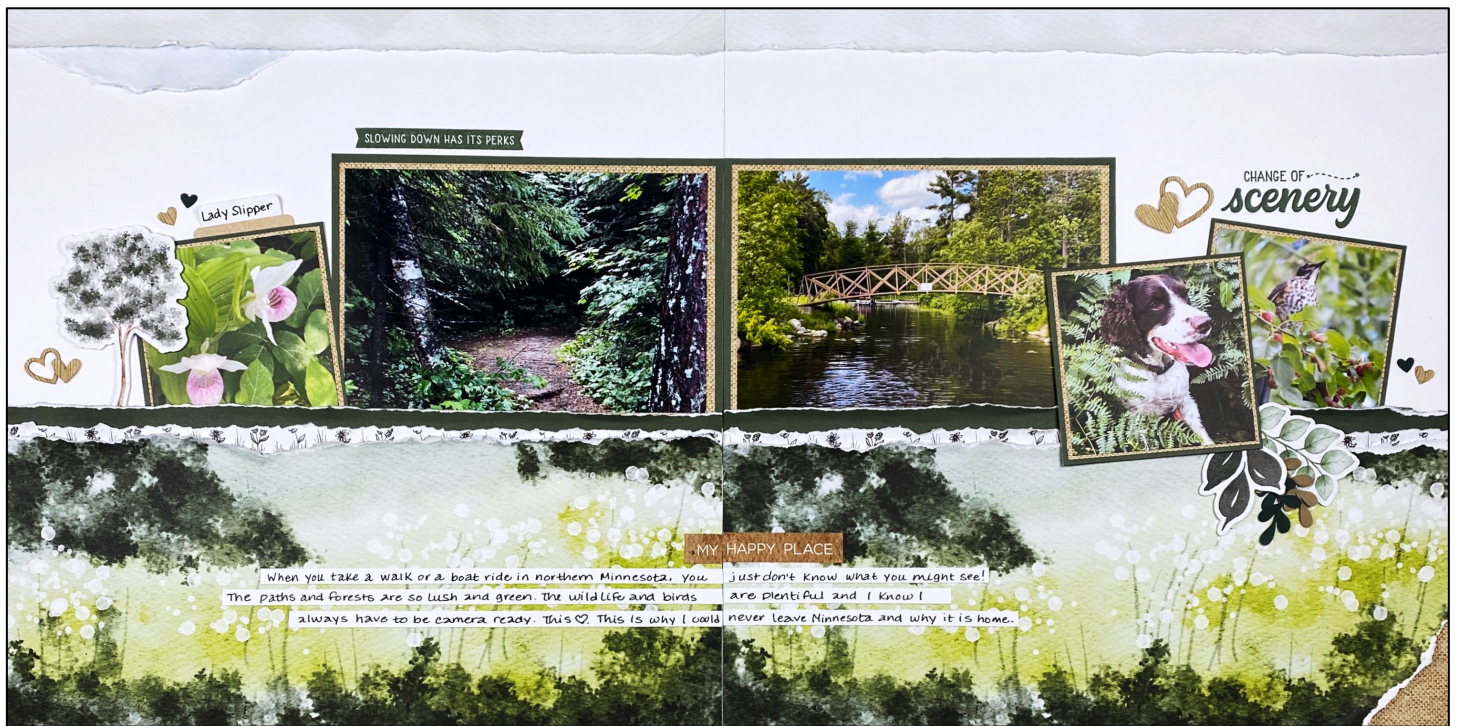 SLOWING DOWN HAS ITS PERKS
CHANGE OF
scenery
Lady Slipper
MY HAPPY PLACE
When you take a walk or a boat ride in northern Minnesota, you just don't know what you might see!
The paths and forests are so lush and green. The wildlife and birds are plentiful and I know I
always have to be camera ready. This ♡. This is why I could never leave Minnesota and why it is home.